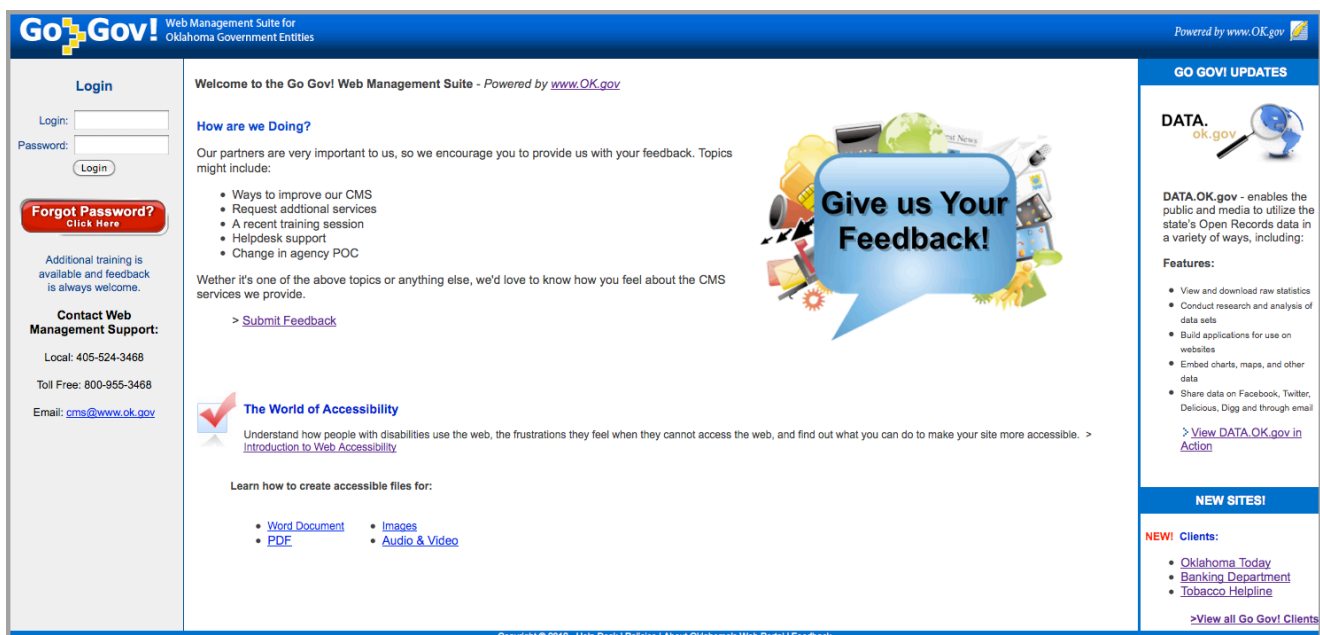 Go Gov! Web Management Suite for
Oklahoma Government Entities
Powered by www.OK.gov
Login
Login:
Password:
Login
Forgot Password?
Click Here
Additional training is
available and feedback
is always welcome.
Contact Web
Management Support:
Local: 405-524-3468
Toll Free: 800-955-3468
Email: cms@www.ok.gov
Welcome to the Go Gov! Web Management Suite - Powered by www.OK.gov
How are we Doing?
Our partners are very important to us, so we encourage you to provide us with your feedback. Topics
might include:
• Ways to improve our CMS
• Request addtional services
• A recent training session
• Helpdesk support
• Change in agency POC
Wether it's one of the above topics or anything else, we'd love to know how you feel about the CMS
services we provide.
> Submit Feedback
News
Give us Your
Feedback!
The World of Accessibility
Understand how people with disabilities use the web, the frustrations they feel when they cannot access the web, and find out what you can do to make your site more accessible. >
Introduction to Web Accessibility
Learn how to create accessible files for:
• Word Document
• PDF
• Images
• Audio & Video
GO GOV! UPDATES
DATA.
ok.gov
DATA.OK.gov - enables the
public and media to utilize the
state's Open Records data in
a variety of ways, including:
Features:
• View and download raw statistics
• Conduct research and analysis of
data sets
• Build applications for use on
websites
• Embed charts, maps, and other
data
• Share data on Facebook, Twitter,
Delicious, Digg and through email
> View DATA.OK.gov in
Action
NEW SITES!
NEW! Clients:
• Oklahoma Today
• Banking Department
• Tobacco Helpline
>View all Go Gov! Clients